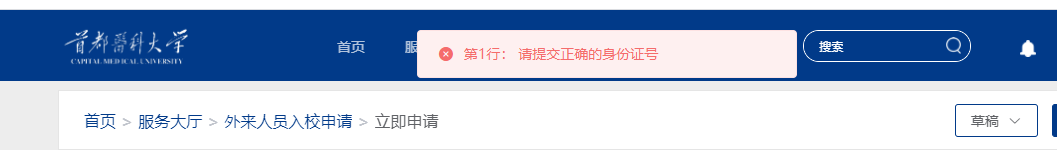 首都医科大学
CAPITAL MEDICAL UNIVERSITY
首页
服
第1行： 请提交正确的身份证号
搜索
首页 > 服务大厅 > 外来人员入校申请 > 立即申请
草稿